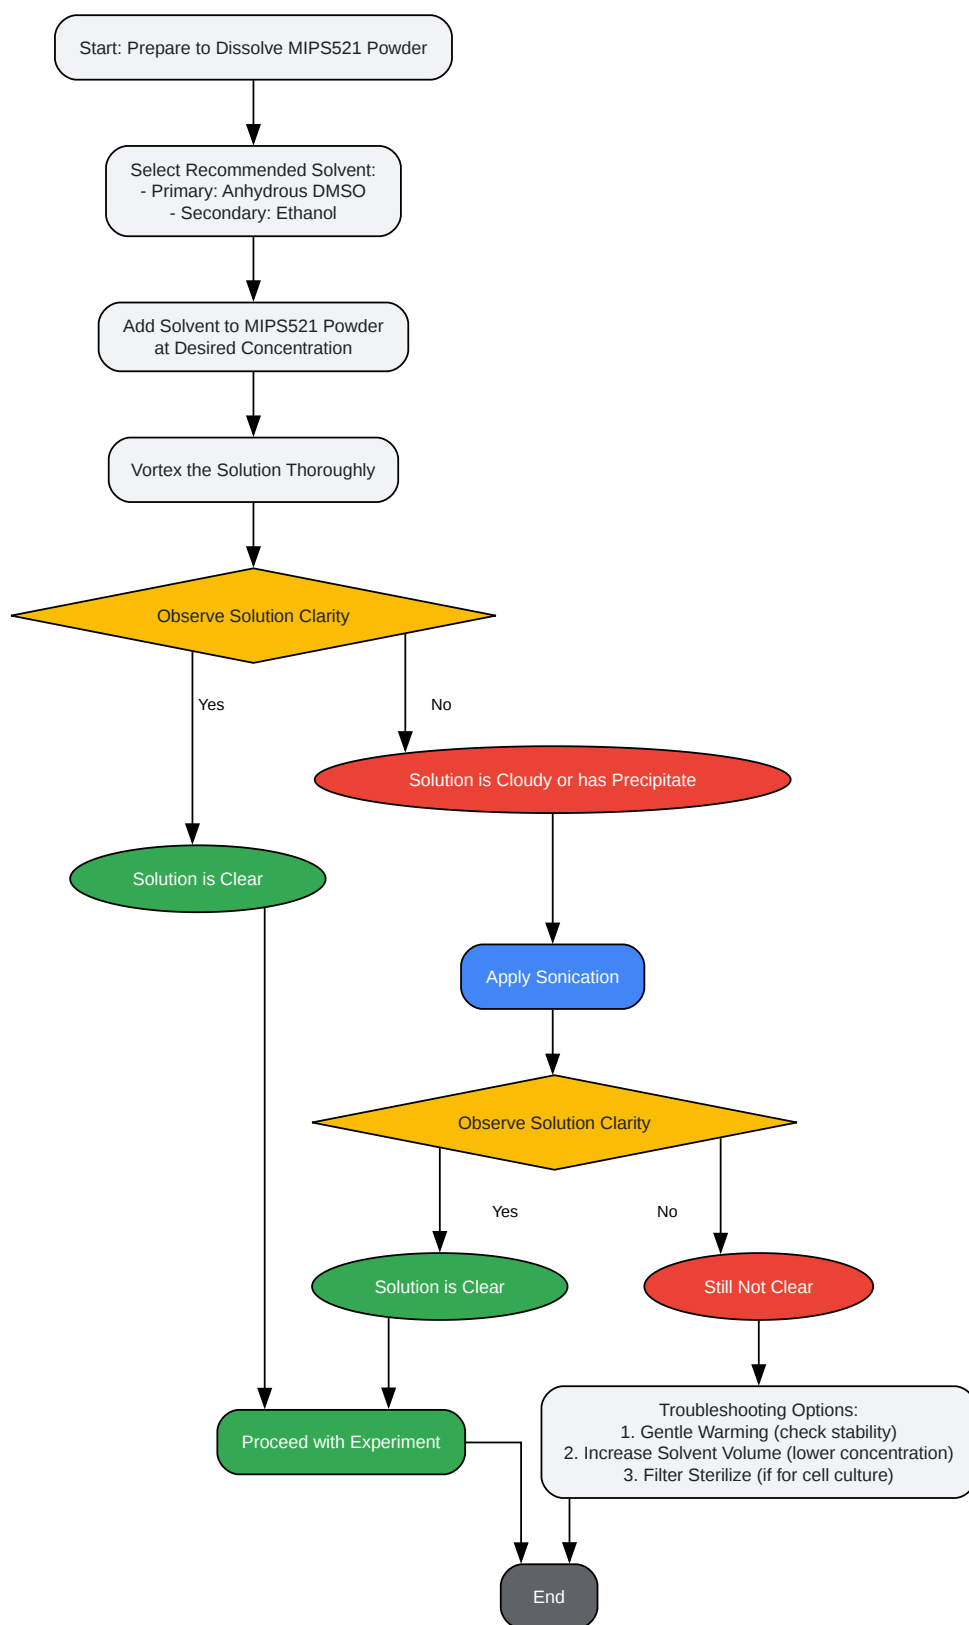 Start: Prepare to Dissolve MIPS521 Powder
Select Recommended Solvent:
- Primary: Anhydrous DMSO
- Secondary: Ethanol
Add Solvent to MIPS521 Powder
at Desired Concentration
Vortex the Solution Thoroughly
Observe Solution Clarity
Yes
No
Solution is Cloudy or has Precipitate
Solution is Clear
Apply Sonication
Observe Solution Clarity
Yes
No
Solution is Clear
Still Not Clear
Troubleshooting Options:
1. Gentle Warming (check stability)
2. Increase Solvent Volume (lower concentration)
3. Filter Sterilize (if for cell culture)
Proceed with Experiment
End